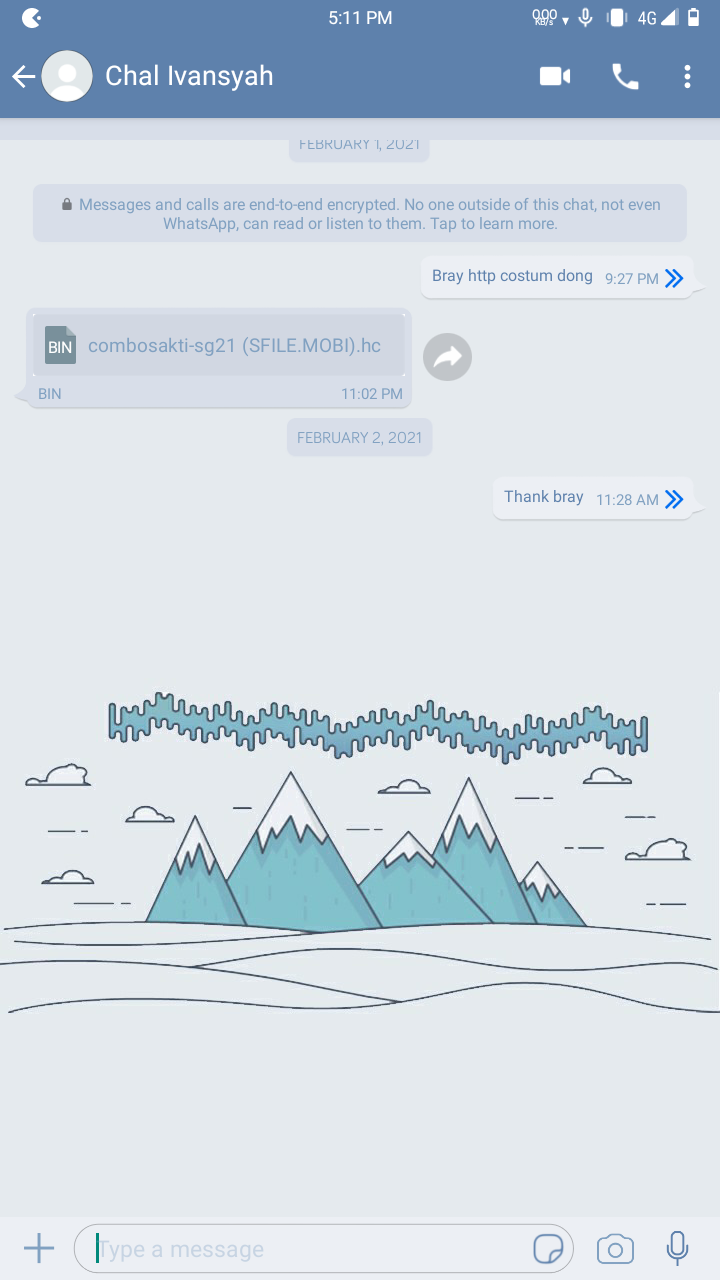 5:11 PM
0.00
KB/s
4G
Chal Ivansyah
FEBRUARY 1, 2021
Messages and calls are end-to-end encrypted. No one outside of this chat, not even
WhatsApp, can read or listen to them. Tap to learn more.
Bray http costum dong 9:27 PM
BIN combosakti-sg21 (SFILE.MOBI).hc
BIN 11:02 PM
FEBRUARY 2, 2021
Thank bray 11:28 AM
Type a message